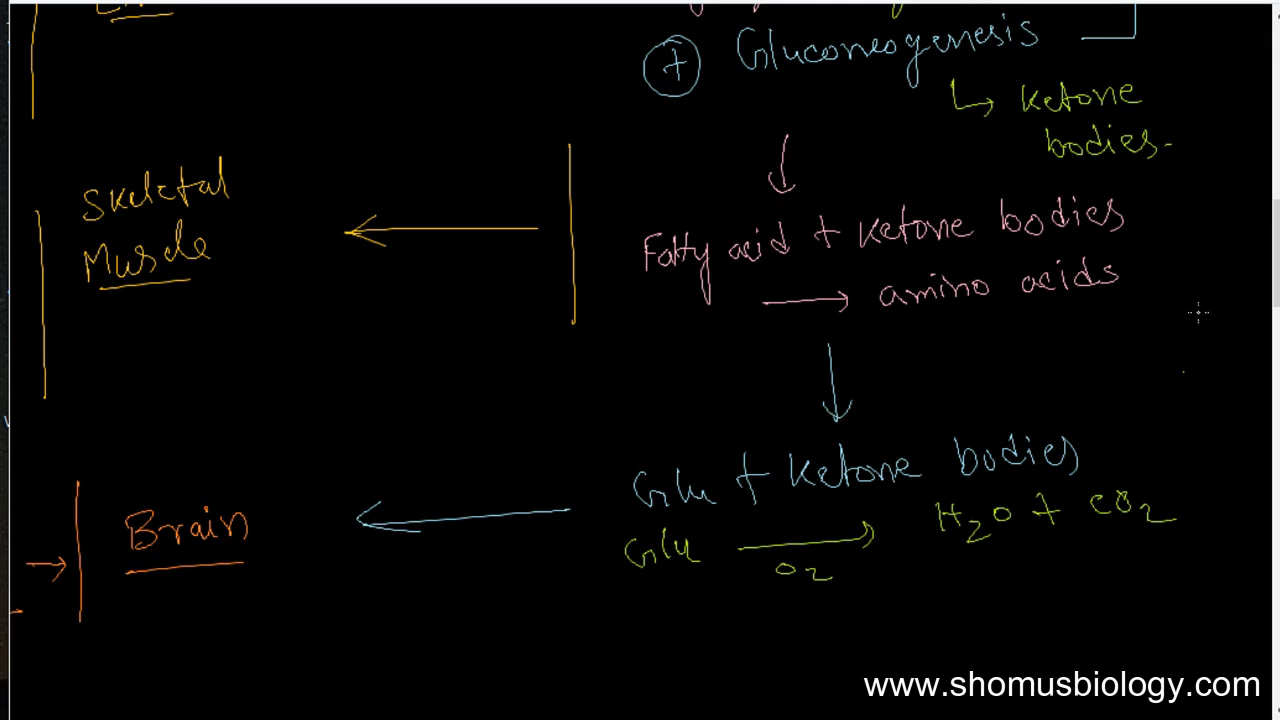 + Gluconeogenesis
↳ Ketone
bodies.
Skeletal
Muscle
Fatty acid + Ketone bodies
→ amino acids
Glu + Ketone bodies
Glu → H2O + CO2
O2
Brain
www.shomusbiology.com